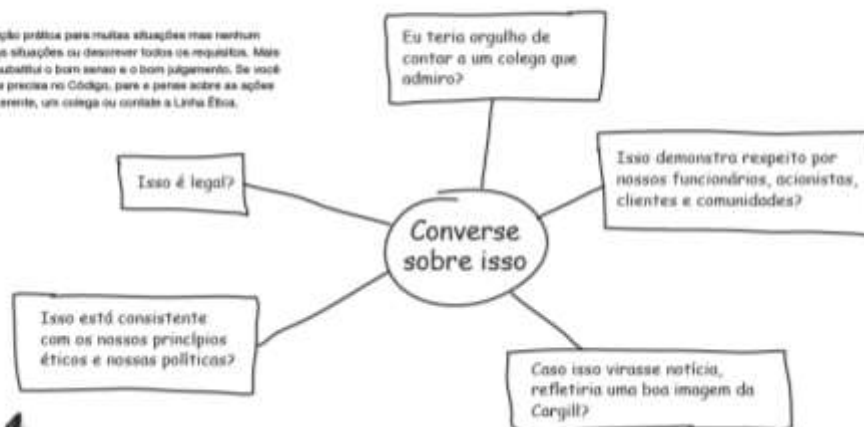 ção prática para muitas situações mas nenhum
s situações ou descrever todos os requisitos. Mais
substitui o bom senso e o bom julgamento. Se você
precisa no Código, pare e pense sobre as ações
erente, um colega ou contate a Linha Ética.
Eu teria orgulho de
contar a um colega que
admiro?
Isso é legal?
Isso demonstra respeito por
nossos funcionários, acionistas,
clientes e comunidades?
Converse
sobre isso
Isso está consistente
com os nossos princípios
éticos e nossas políticas?
Caso isso virasse notícia,
refletiria uma boa imagem da
Cargill?